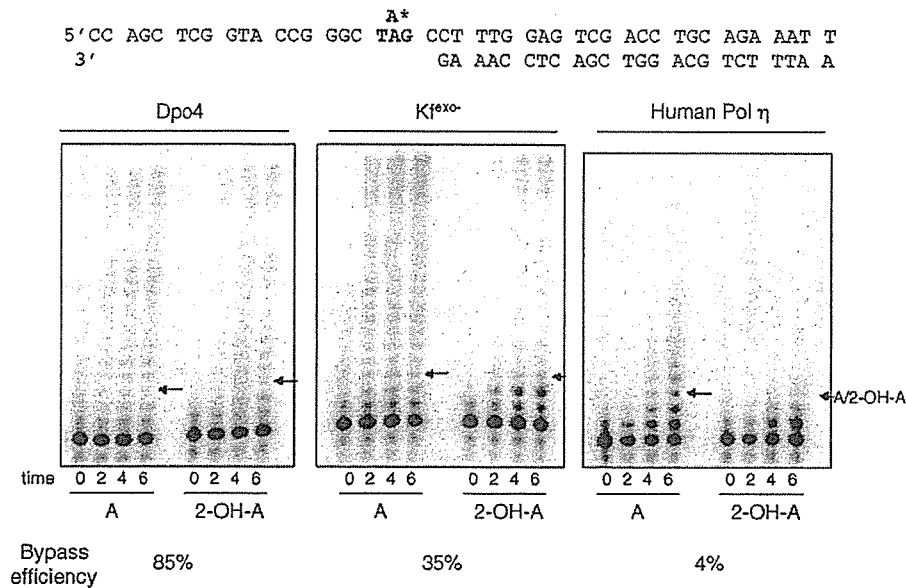 A*
5'CC AGC TCG GTA CCG GGC TAG CCT TTG GAG TCG ACC TGC AGA AAT T
3' GA AAC CTC AGC TGG ACG TCT TTA A
Dpo4 Kf exo- Human Pol η
A/2-OH-A
time 0 2 4 6 0 2 4 6 0 2 4 6 0 2 4 6 0 2 4 6 0 2 4 6
A 2-OH-A A 2-OH-A A 2-OH-A
Bypass efficiency 85% 35% 4%